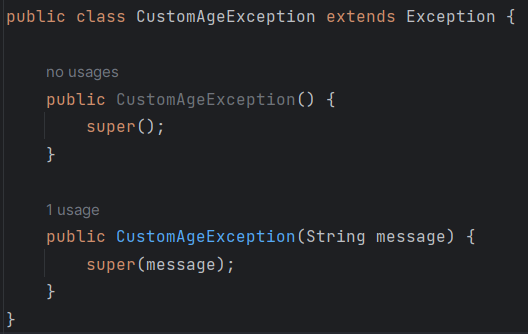 public class CustomAgeException extends Exception {
no usages
public CustomAgeException() {
super();
}
1 usage
public CustomAgeException(String message) {
super(message);
}
}